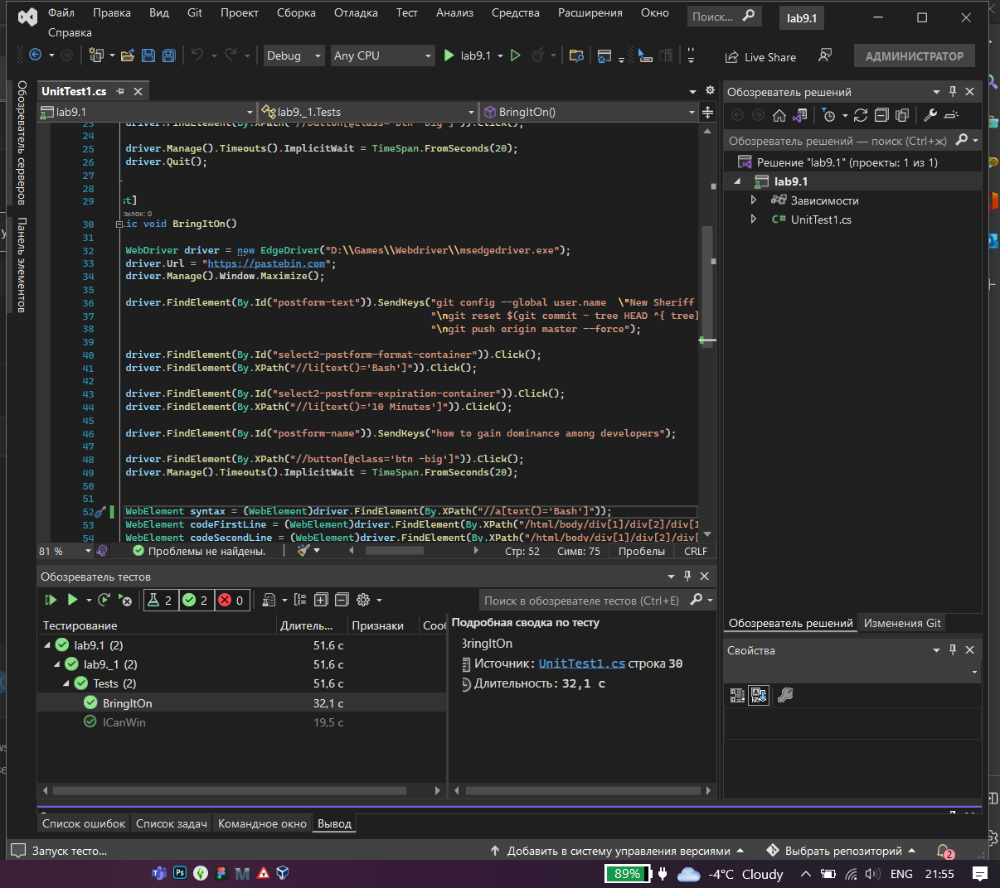 Файл Правка Вид Git Проект Сборка Отладка Тест Анализ Средства Расширения Окно Поиск... lab9.1
Справка
Debug Any CPU lab9.1 Live Share АДМИНИСТРАТОР
Обозреватель серверов
Панель элементов
UnitTest1.cs
lab9.1 lab9._1.Tests BringItOn()
23 driver.FindElement(By.XPath("//button[@class='btn -big']")).Click();
24
25 driver.Manage().Timeouts().ImplicitWait = TimeSpan.FromSeconds(20);
26 driver.Quit();
27
28
29 st]
сылок: 0
30 ic void BringItOn()
31
32 WebDriver driver = new EdgeDriver("D:\\Games\\Webdriver\\msedgedriver.exe");
33 driver.Url = "https://pastebin.com";
34 driver.Manage().Window.Maximize();
35
36 driver.FindElement(By.Id("postform-text")).SendKeys("git config --global user.name  \"New Sheriff
37 "\ngit reset $(git commit - tree HEAD ^{ tree}
38 "\ngit push origin master --force");
39
40 driver.FindElement(By.Id("select2-postform-format-container")).Click();
41 driver.FindElement(By.XPath("//li[text()='Bash']")).Click();
42
43 driver.FindElement(By.Id("select2-postform-expiration-container")).Click();
44 driver.FindElement(By.XPath("//li[text()='10 Minutes']")).Click();
45
46 driver.FindElement(By.Id("postform-name")).SendKeys("how to gain dominance among developers");
47
48 driver.FindElement(By.XPath("//button[@class='btn -big']")).Click();
49 driver.Manage().Timeouts().ImplicitWait = TimeSpan.FromSeconds(20);
50
51
52 WebElement syntax = (WebElement)driver.FindElement(By.XPath("//a[text()='Bash']"));
53 WebElement codeFirstLine = (WebElement)driver.FindElement(By.XPath("/html/body/div[1]/div[2]/div[1
54 WebElement codeSecondLine = (WebElement)driver.FindElement(By.XPath("/html/body/div[1]/div[2]/div[
81 % Проблемы не найдены. Стр: 52 Симв: 75 Пробелы CRLF
Обозреватель тестов
2 2 0 Поиск в обозревателе тестов (Ctrl+E)
Тестирование Длитель... Признаки Соо
lab9.1 (2) 51,6 с
lab9._1 (2) 51,6 с
Tests (2) 51,6 с
BringItOn 32,1 с
ICanWin 19,5 с
Подробная сводка по тесту
BringItOn
Источник: UnitTest1.cs строка 30
Длительность: 32,1 с
Обозреватель решений
Обозреватель решений — поиск (Ctrl+ж)
Решение "lab9.1" (проекты: 1 из 1)
lab9.1
Зависимости
C# UnitTest1.cs
Обозреватель решений Изменения Git
Свойства
Список ошибок Список задач Командное окно Вывод
Запуск тесто... Добавить в систему управления версиями Выбрать репозиторий 2
89% -4°C Cloudy ENG 21:55